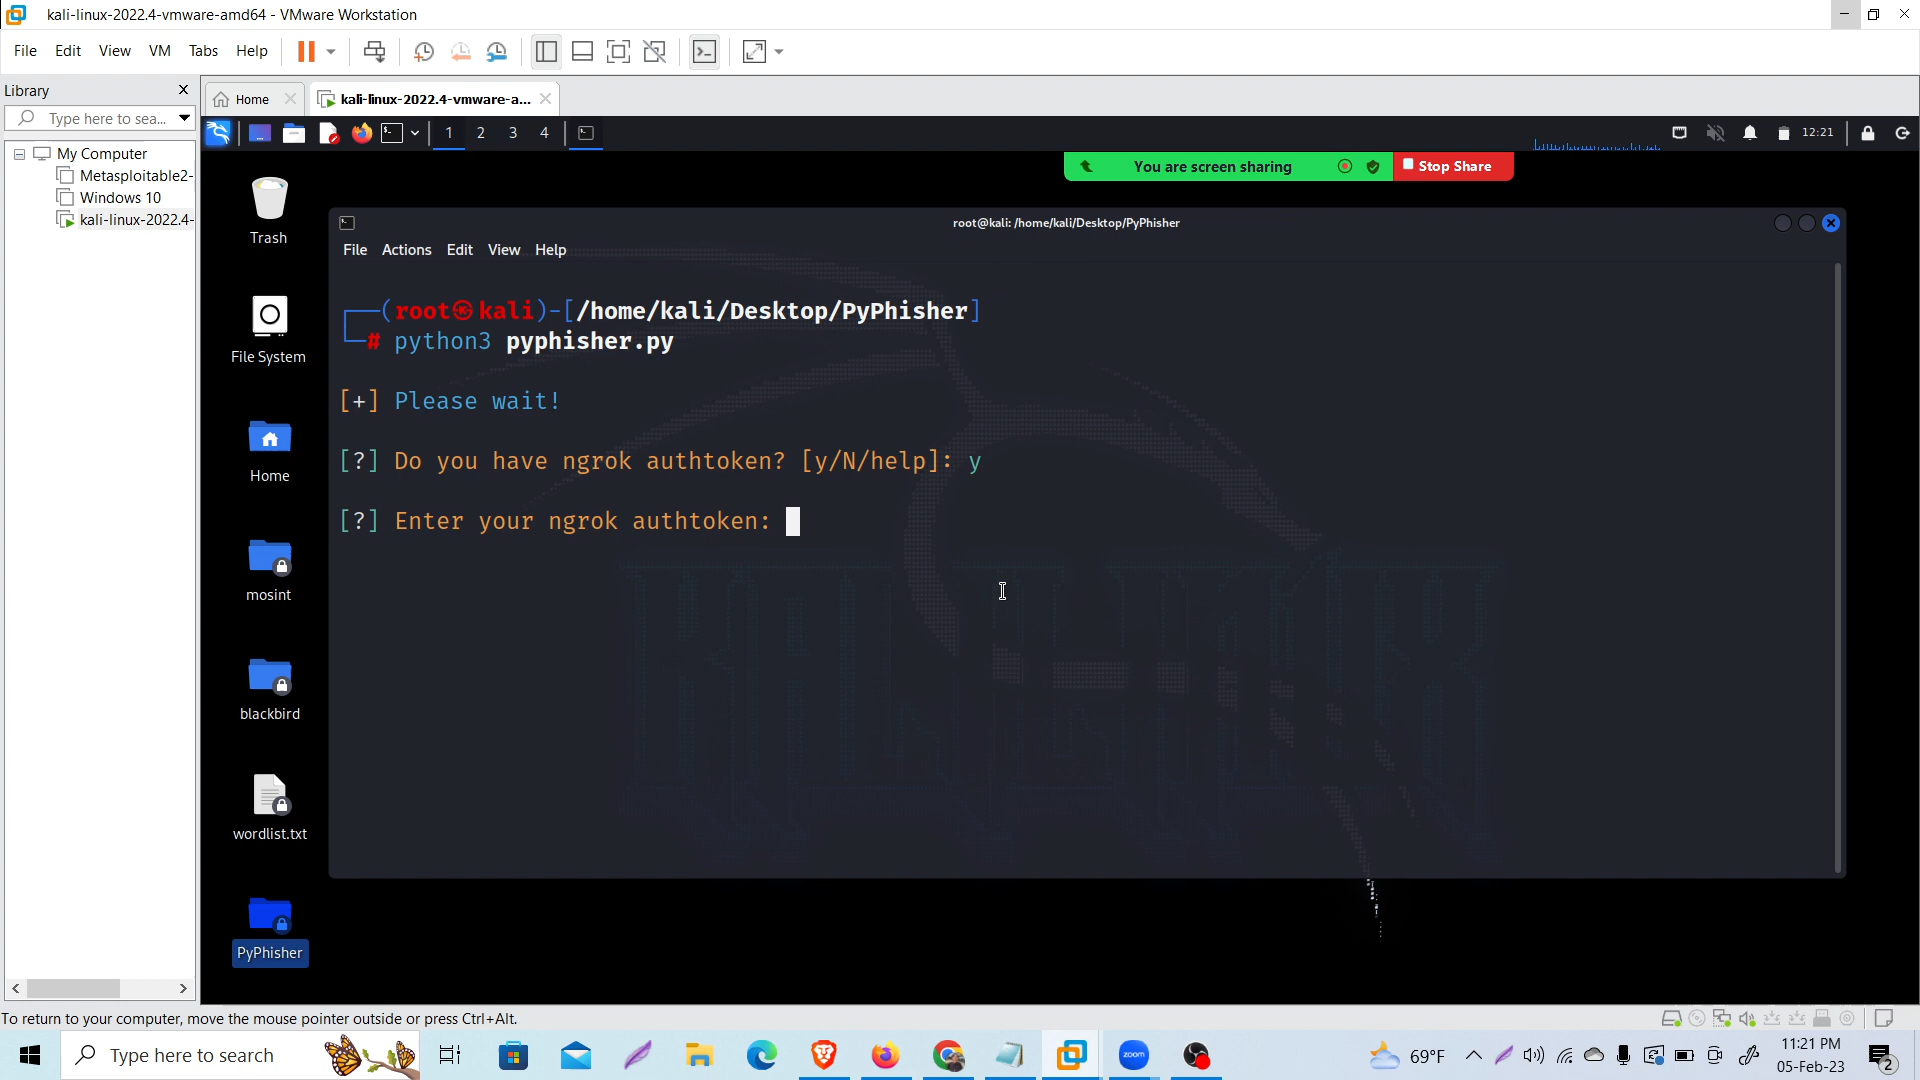 kali-linux-2022.4-vmware-amd64 - VMware Workstation
File Edit View VM Tabs Help
Library
Home
kali-linux-2022.4-vmware-a...
Type here to sea...
1 2 3 4
12:21
My Computer
Metasploitable2-
Windows 10
kali-linux-2022.4-
You are screen sharing
Stop Share
Trash
File System
Home
mosint
blackbird
wordlist.txt
PyPhisher
root@kali: /home/kali/Desktop/PyPhisher
File Actions Edit View Help
(root㉿kali)-[/home/kali/Desktop/PyPhisher]
# python3 pyphisher.py
[+] Please wait!
[?] Do you have ngrok authtoken? [y/N/help]: y
[?] Enter your ngrok authtoken:
To return to your computer, move the mouse pointer outside or press Ctrl+Alt.
Type here to search
zoom
69°F
11:21 PM
05-Feb-23
2